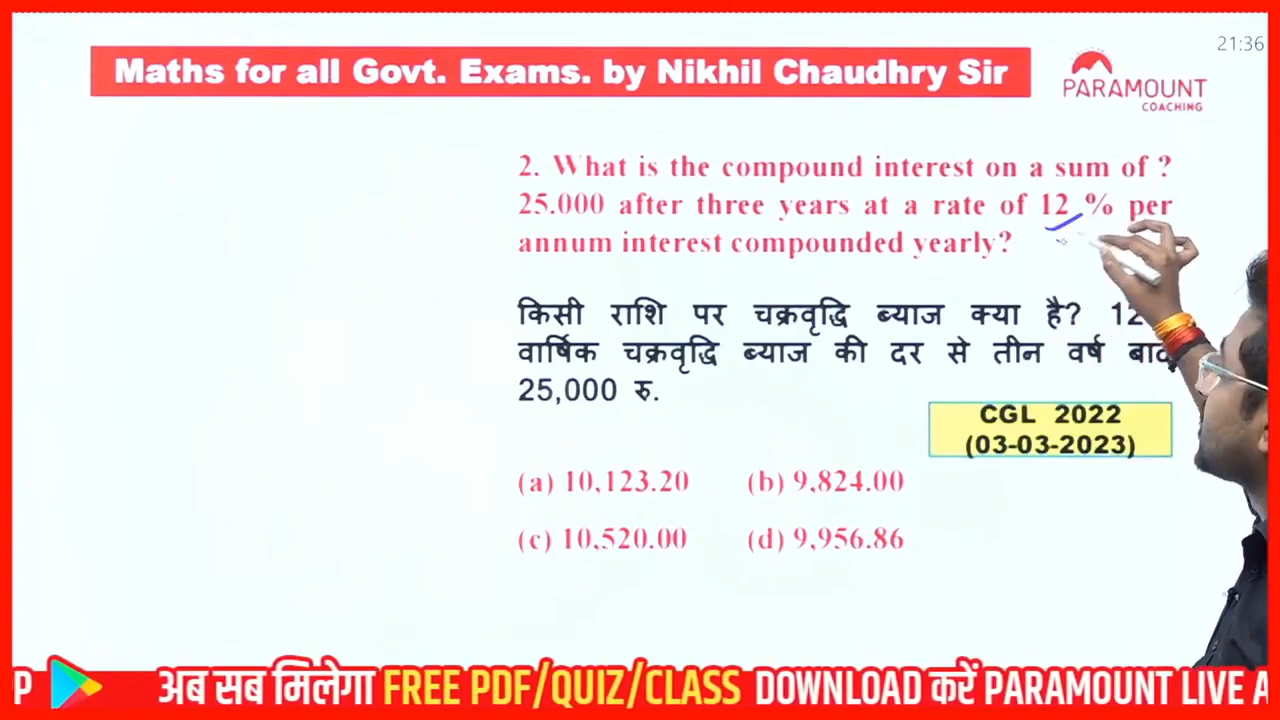 21:36
Maths for all Govt. Exams. by Nikhil Chaudhry Sir
PARAMOUNT
COACHING
2. What is the compound interest on a sum of ?
25.000 after three years at a rate of 12 % per
annum interest compounded yearly?
किसी राशि पर चक्रवृद्धि ब्याज क्या है? 12
वार्षिक चक्रवृद्धि ब्याज की दर से तीन वर्ष बाद
25,000 रु.
CGL 2022
(03-03-2023)
(a) 10,123.20 (b) 9,824.00
(c) 10,520.00 (d) 9,956.86
P अब सब मिलेगा FREE PDF/QUIZ/CLASS DOWNLOAD करें PARAMOUNT LIVE A